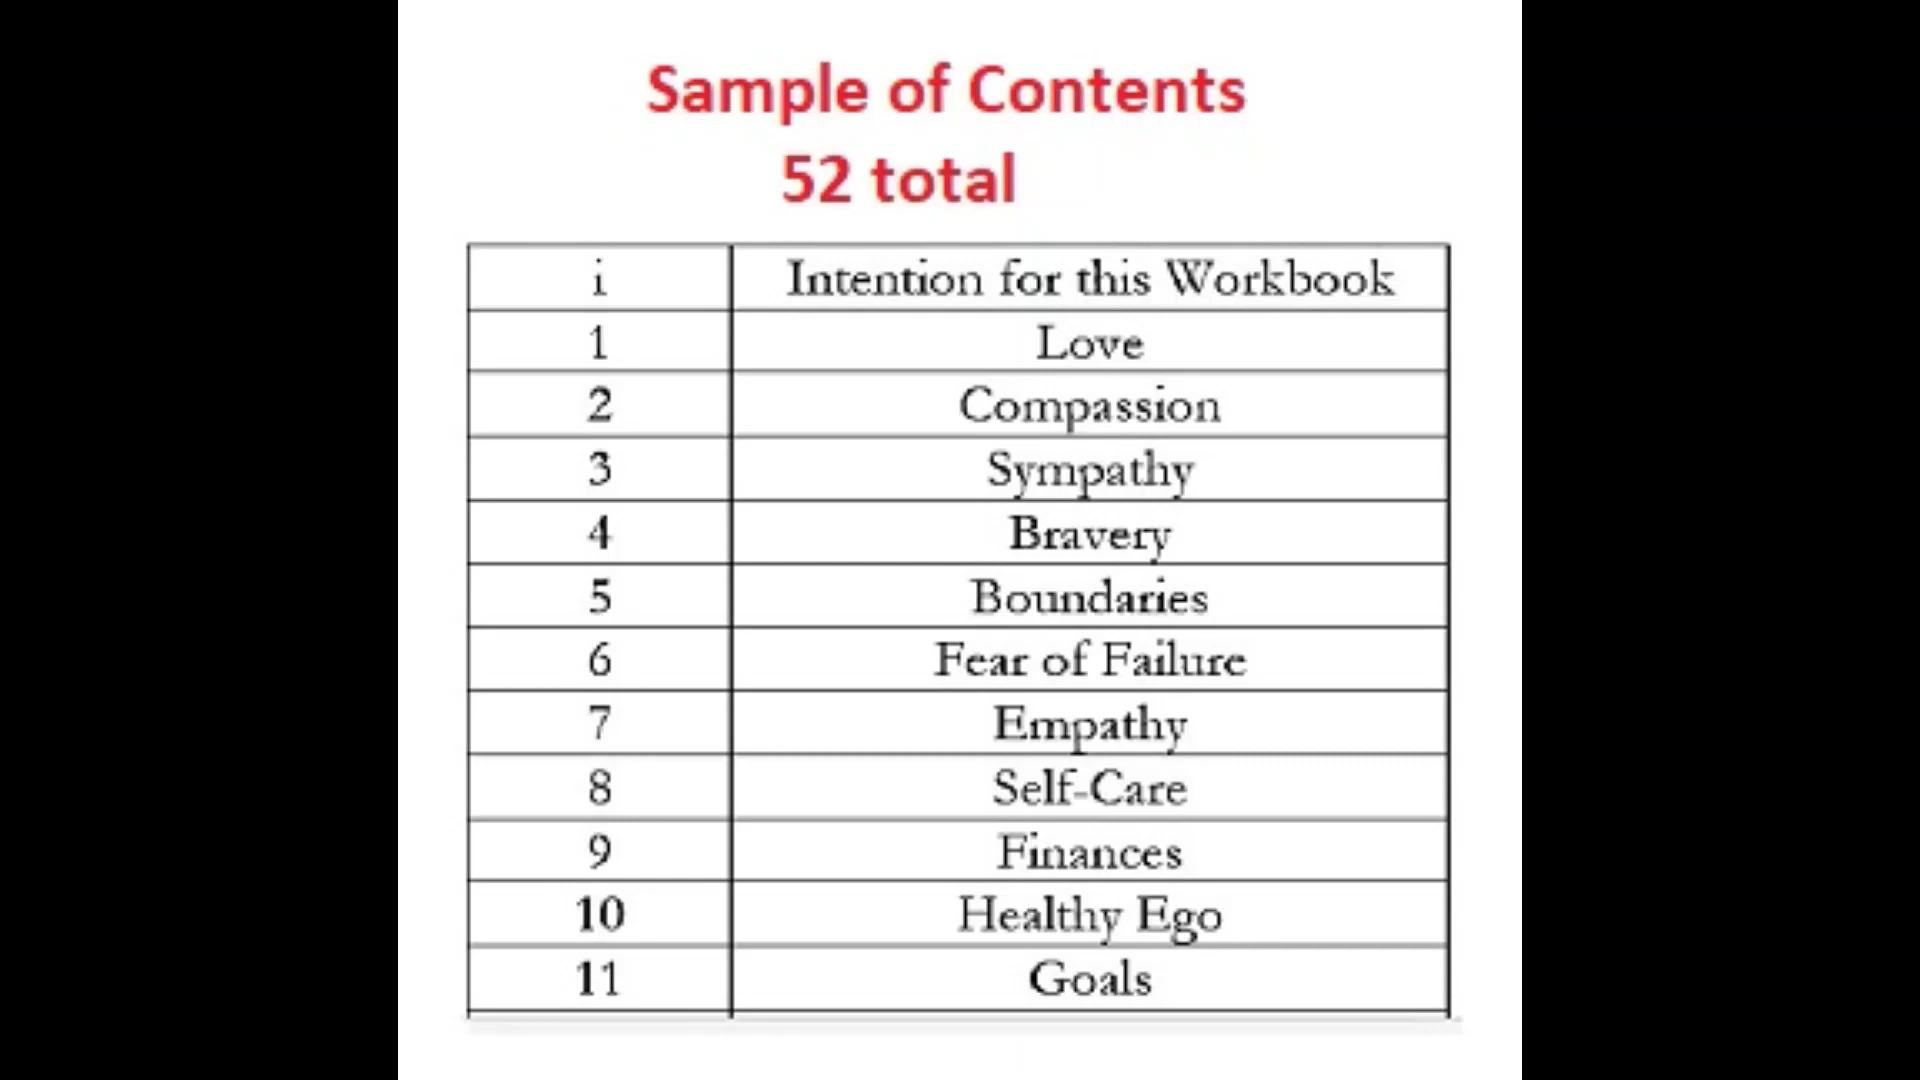 Sample of Contents
52 total
i Intention for this Workbook
1 Love
2 Compassion
3 Sympathy
4 Bravery
5 Boundaries
6 Fear of Failure
7 Empathy
8 Self-Care
9 Finances
10 Healthy Ego
11 Goals